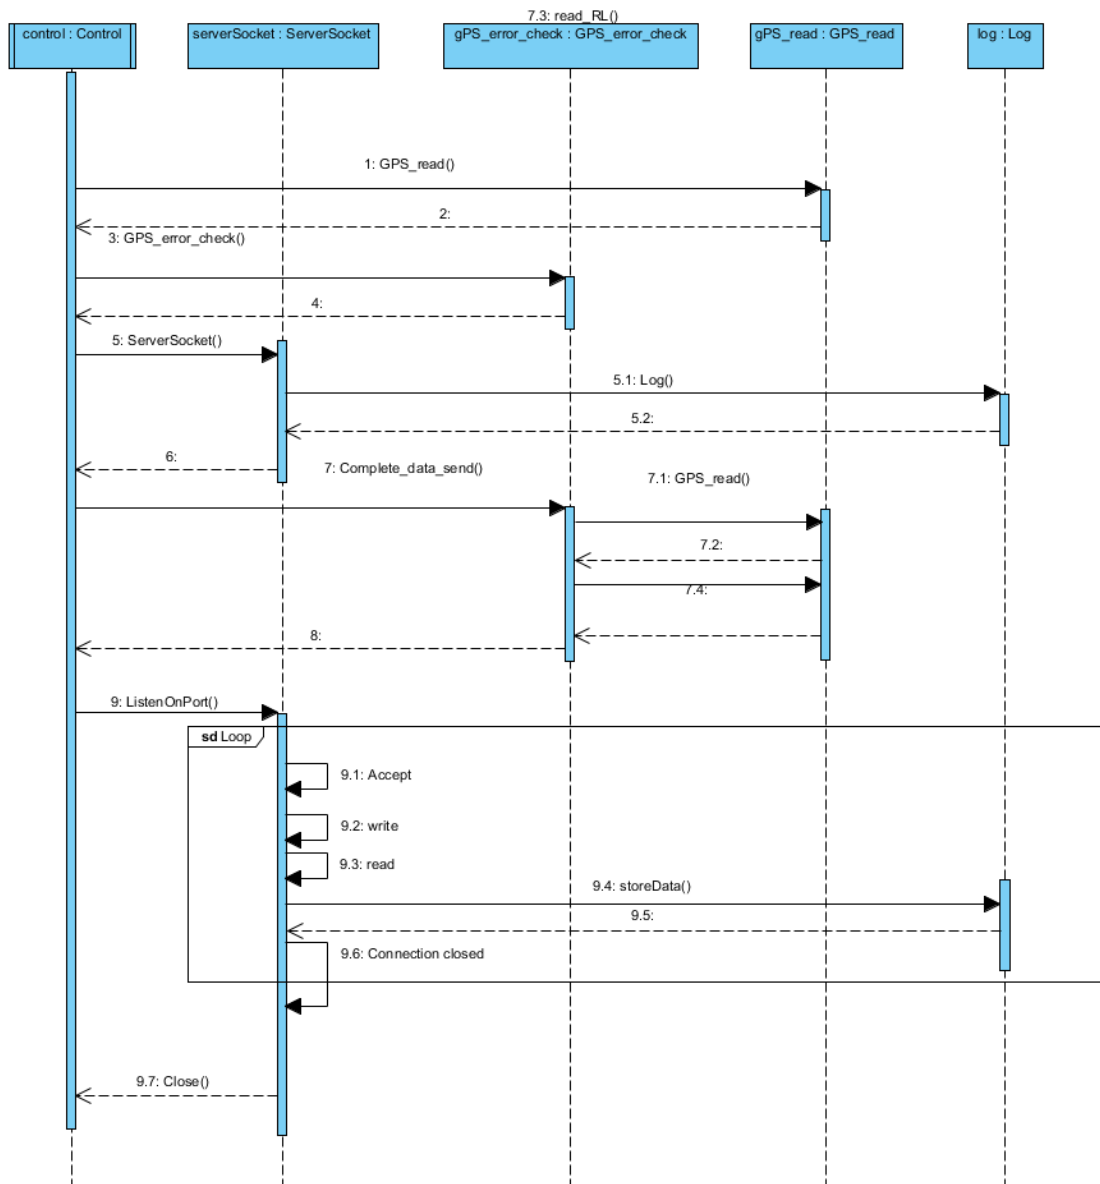 7.3: read_RL()
control : Control
serverSocket : ServerSocket
gPS_error_check : GPS_error_check
gPS_read : GPS_read
log : Log
1: GPS_read()
2:
3: GPS_error_check()
4:
5: ServerSocket()
5.1: Log()
5.2:
6:
7: Complete_data_send()
7.1: GPS_read()
7.2:
7.4:
8:
9: ListenOnPort()
sd Loop
9.1: Accept
9.2: write
9.3: read
9.4: storeData()
9.5:
9.6: Connection closed
9.7: Close()